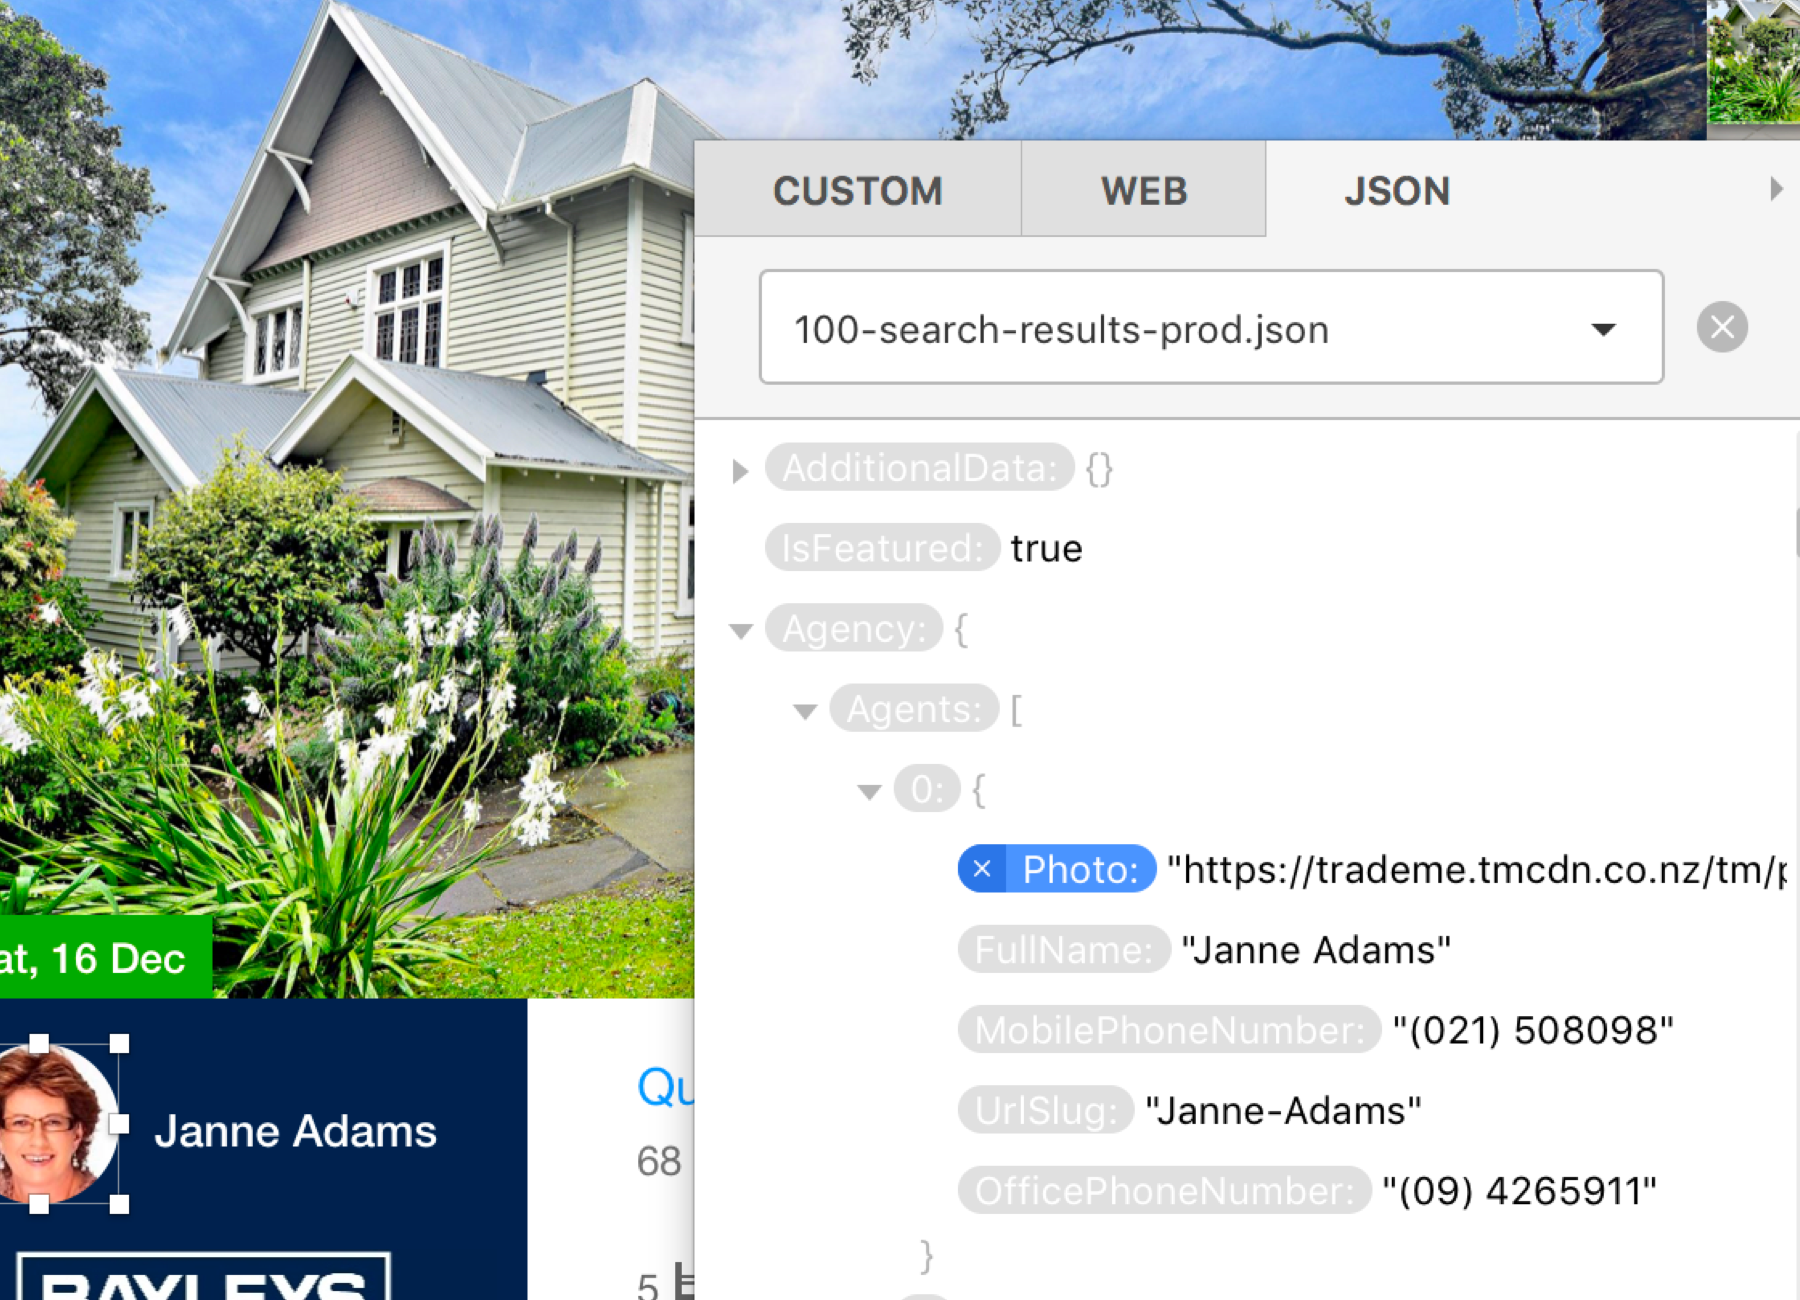 CUSTOM WEB JSON
100-search-results-prod.json
AdditionalData: {}
IsFeatured: true
Agency: {
Agents: [
0: {
Photo: "https://trademe.tmcdn.co.nz/tm/p
FullName: "Janne Adams"
MobilePhoneNumber: "(021) 508098"
UrlSlug: "Janne-Adams"
OfficePhoneNumber: "(09) 4265911"
}
at, 16 Dec
Janne Adams
BAYLEYS
Qu
68
5